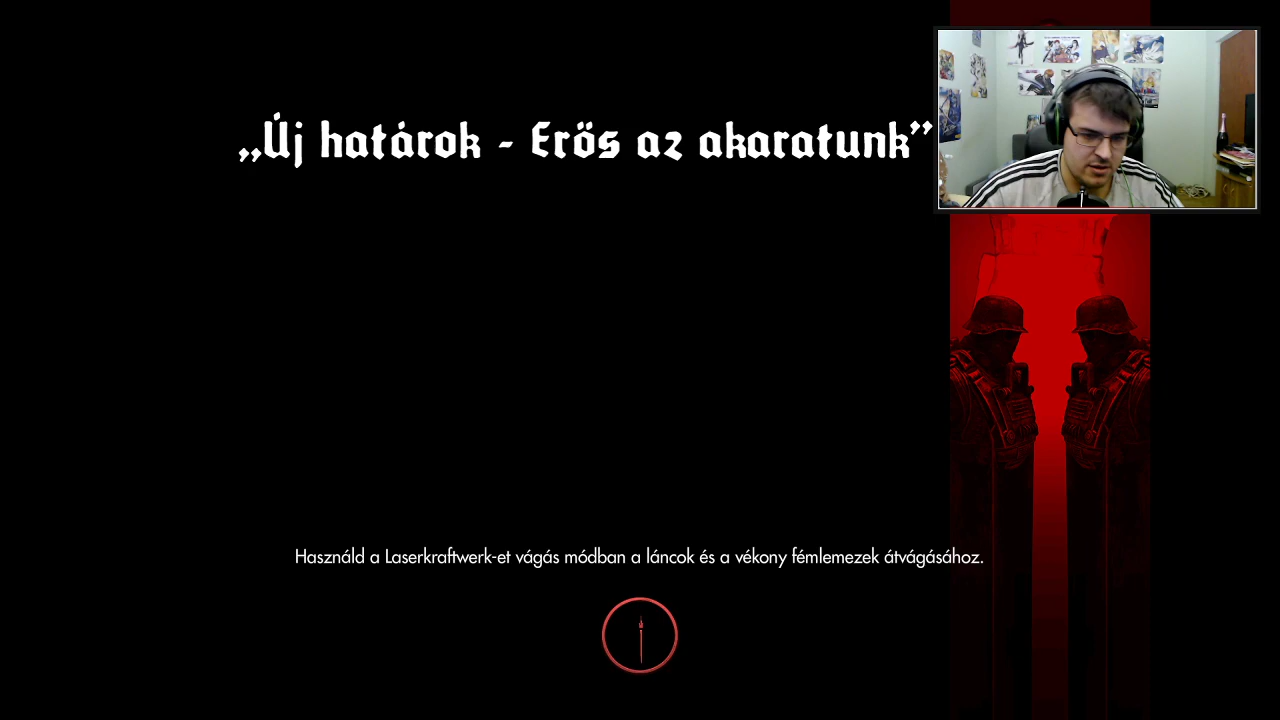 „Új határok - Erős az akaratunk”
Használd a Laserkraftwerk-et vágás módban a láncok és a vékony fémlemezek átvágásához.